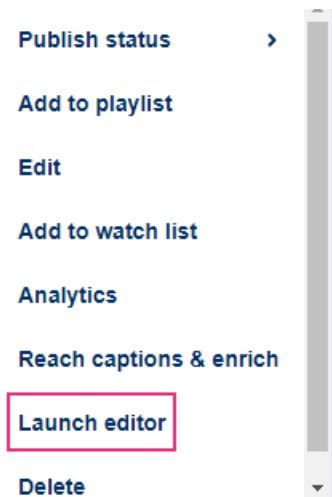 Publish status
Add to playlist
Edit
Add to watch list
Analytics
Reach captions & enrich
Launch editor
Delete